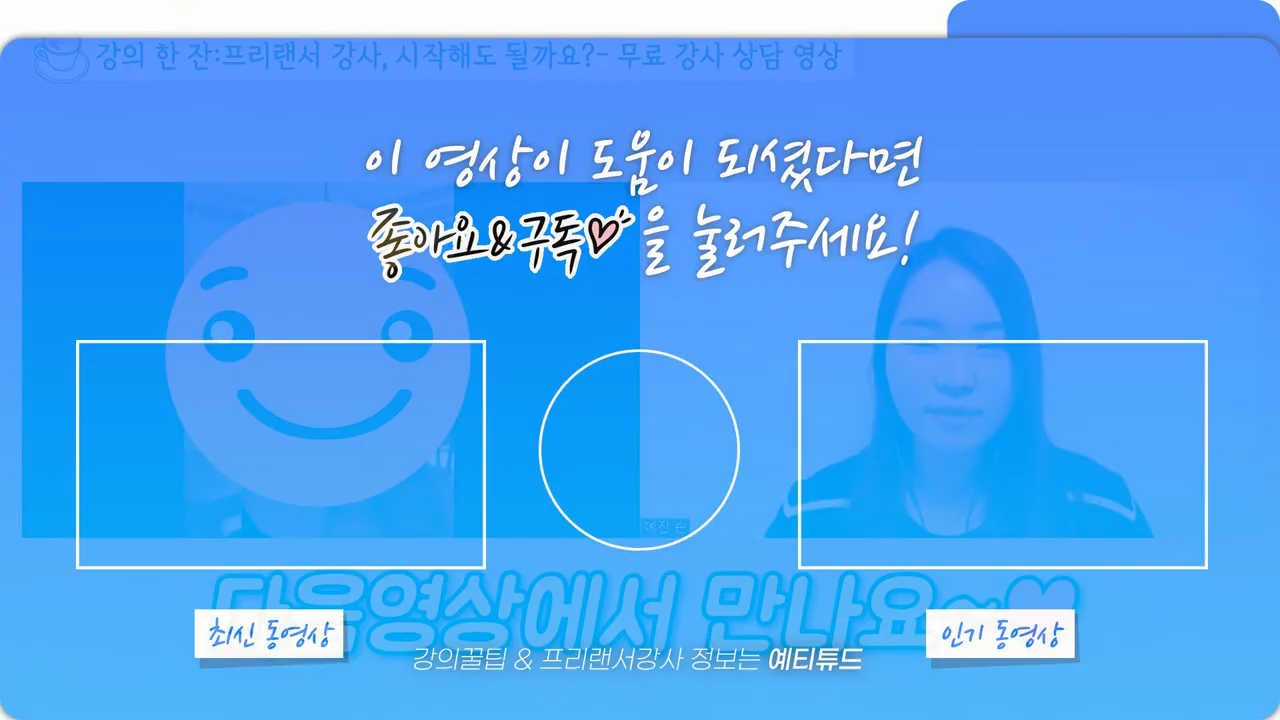 강의 한 잔:프리랜서 강사, 시작해도 될까요?- 무료 강사 상담 영상
이 영상이 도움이 되셨다면
좋아요&구독♡을 눌러주세요!
예진 손
다음영상에서 만나요~♥
최신 동영상
인기 동영상
강의꿀팁 & 프리랜서강사 정보는 예티튜드